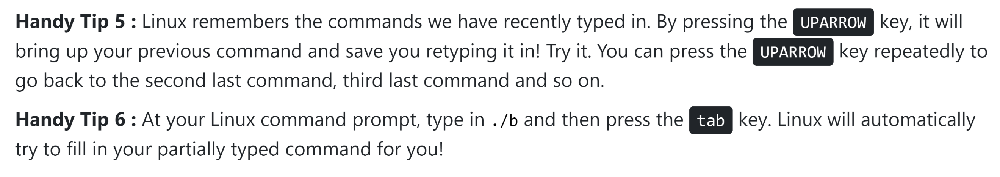 Handy Tip 5 : Linux remembers the commands we have recently typed in. By pressing the UPARROW key, it will
bring up your previous command and save you retyping it in! Try it. You can press the UPARROW key repeatedly to
go back to the second last command, third last command and so on.
Handy Tip 6 : At your Linux command prompt, type in ./b and then press the tab key. Linux will automatically
try to fill in your partially typed command for you!